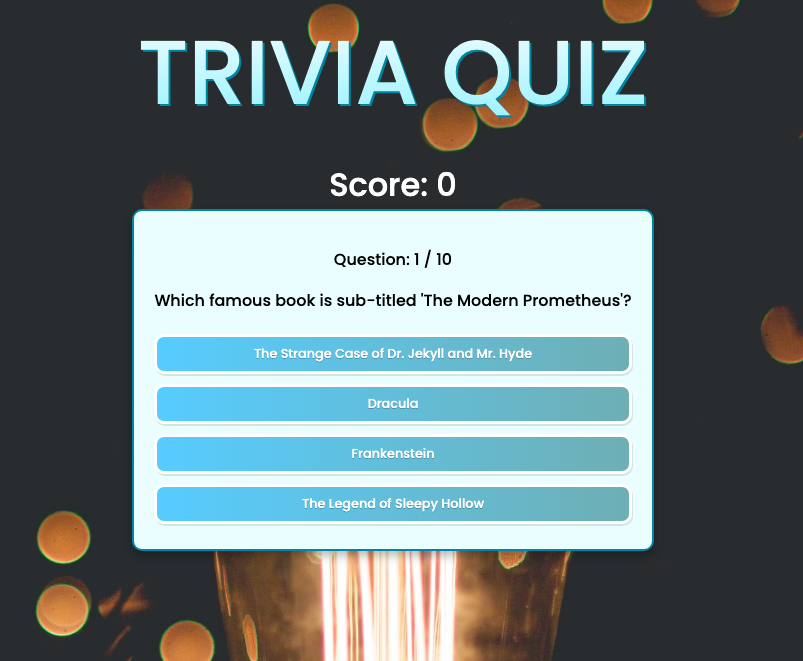 TRIVIA QUIZ
Score: 0
Question: 1 / 10
Which famous book is sub-titled 'The Modern Prometheus'?
The Strange Case of Dr. Jekyll and Mr. Hyde
Dracula
Frankenstein
The Legend of Sleepy Hollow